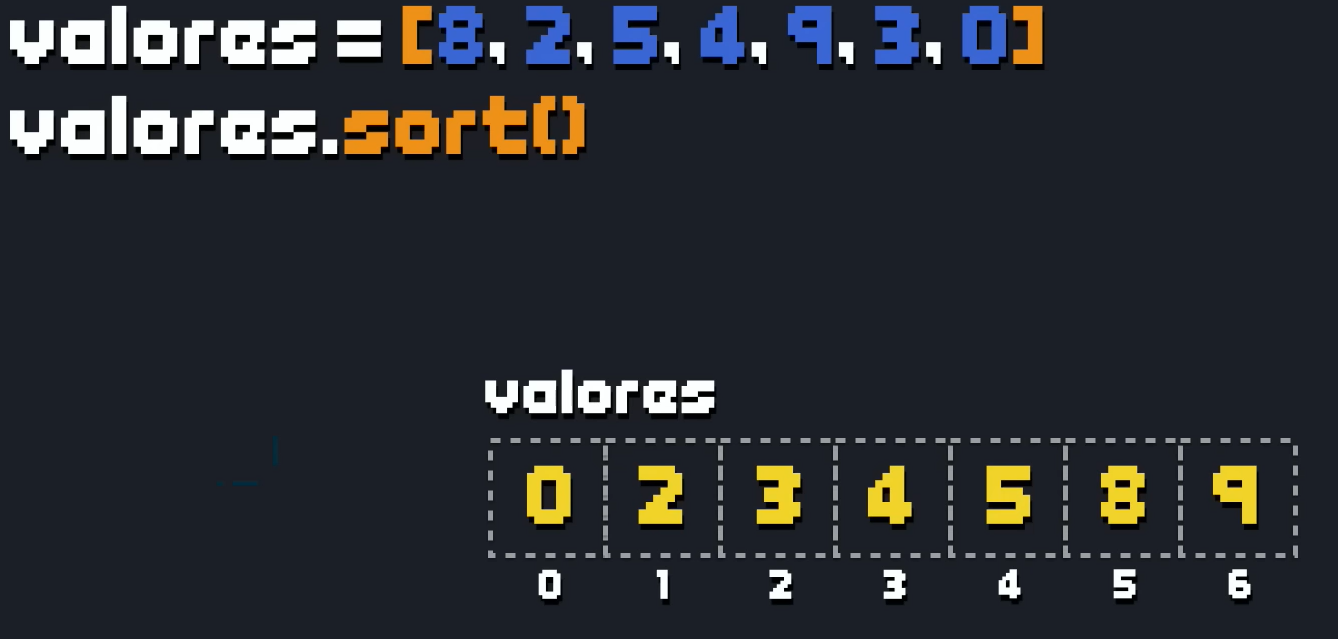 valores = [8, 2, 5, 4, 9, 3, 0]
valores.sort()
valores
0 2 3 4 5 8 9
0 1 2 3 4 5 6